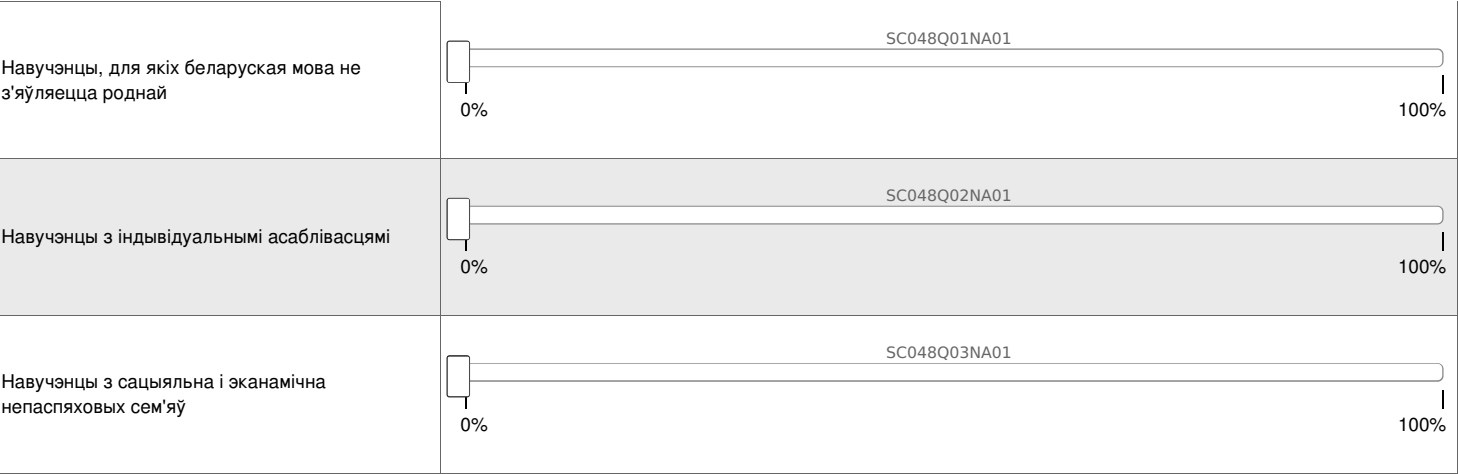 SC048Q01NA01
Навучэнцы, для якіх беларуская мова не
з'яўляецца роднай
0% 100%
SC048Q02NA01
Навучэнцы з індывідуальнымі асаблівасцямі
0% 100%
SC048Q03NA01
Навучэнцы з сацыяльна і эканамічна
непаспяховых сем'яў
0% 100%